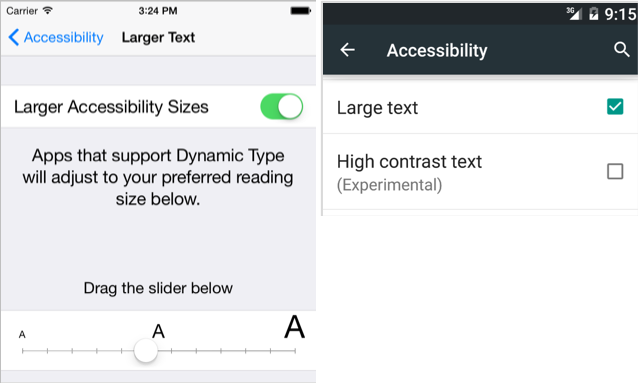 Carrier 3:24 PM
Accessibility Larger Text
Larger Accessibility Sizes
Apps that support Dynamic Type
will adjust to your preferred reading
size below.
Drag the slider below
A A A
3G 9:15
Accessibility
Large text
High contrast text
(Experimental)